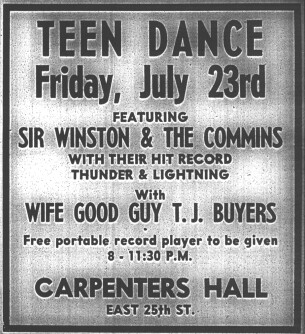 TEEN DANCE
Friday, July 23rd
FEATURING
SIR WINSTON & THE COMMINS
WITH THEIR HIT RECORD
THUNDER & LIGHTNING
With
WIFE GOOD GUY T. J. BUYERS
Free portable record player to be given
8 - 11:30 P.M.
CARPENTERS HALL
EAST 25th ST.